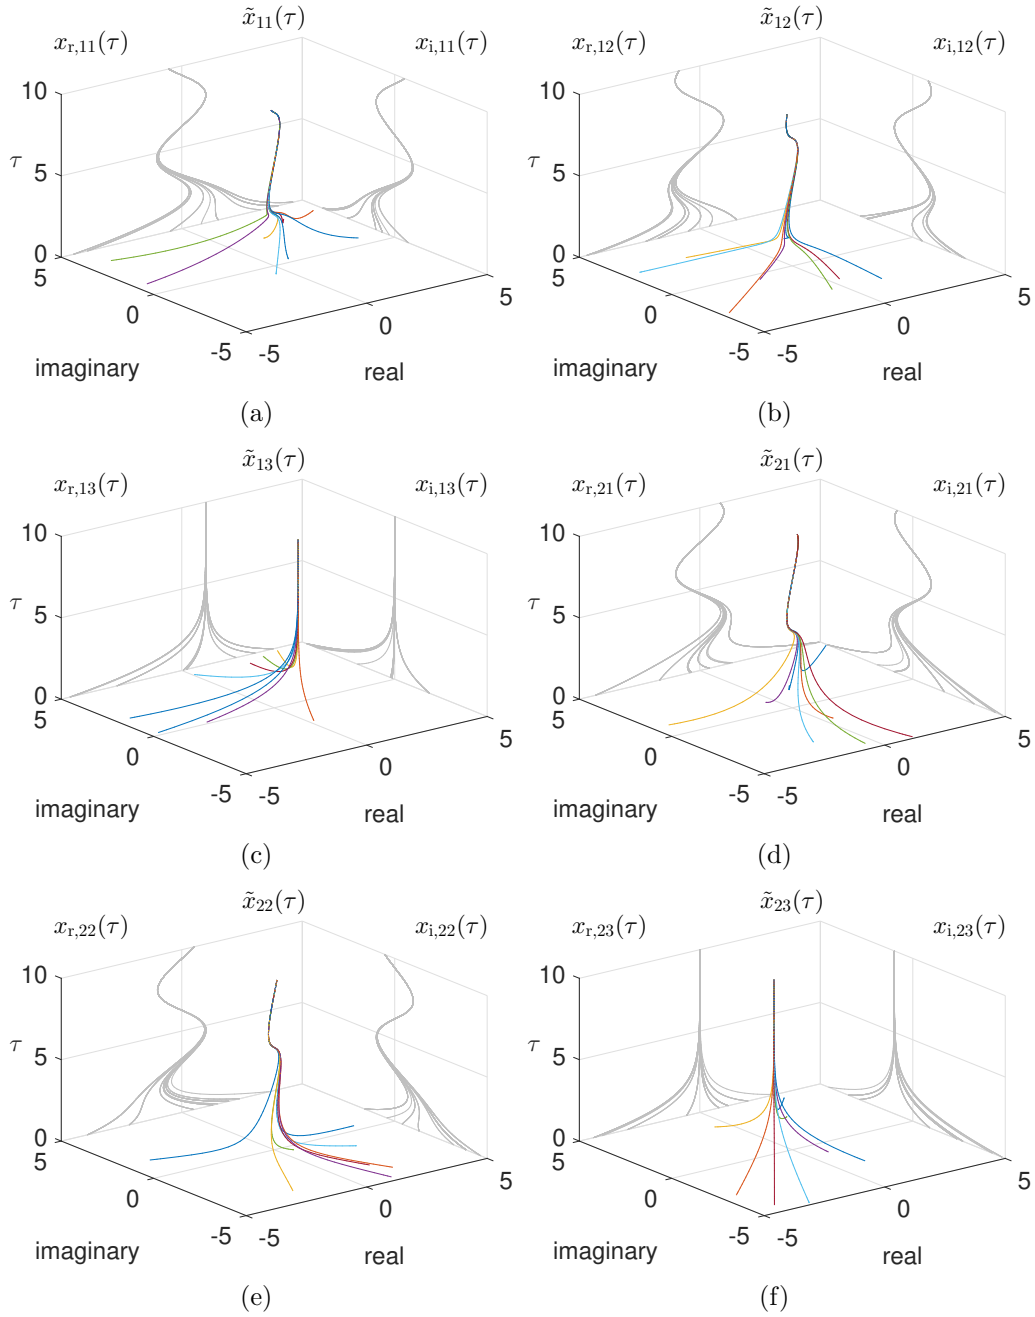 x̃₁₁(τ) x̃₁₂(τ)
xᵣ,₁₁(τ) xᵢ,₁₁(τ) xᵣ,₁₂(τ) xᵢ,₁₂(τ)
10 10
τ 5 5
0 0
5 5
5 5
0 0 0 0
-5 -5 -5 -5
imaginary real imaginary real
(a) (b)
x̃₁₃(τ) x̃₂₁(τ)
xᵣ,₁₃(τ) xᵢ,₁₃(τ) xᵣ,₂₁(τ) xᵢ,₂₁(τ)
10 10
5 5
τ τ
0 0
5 5 5 5
0 0 0 0
-5 -5 -5 -5
imaginary real imaginary real
(c) (d)
x̃₂₂(τ) x̃₂₃(τ)
xᵣ,₂₂(τ) xᵢ,₂₂(τ) xᵣ,₂₃(τ) xᵢ,₂₃(τ)
10 10
5 5
τ τ
0 0
5 5 5 5
0 0 0 0
-5 -5 -5 -5
imaginary real imaginary real
(e) (f)